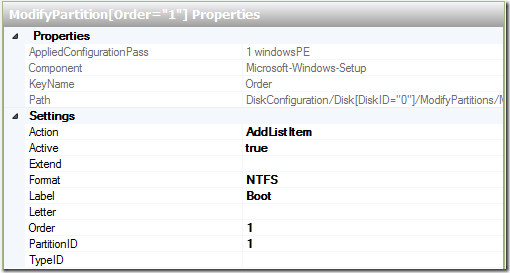 ModifyPartition[Order="1"] Properties
Properties
AppliedConfigurationPass 1 windowsPE
Component Microsoft-Windows-Setup
KeyName Order
Path DiskConfiguration/Disk[DiskID="0"]/ModifyPartitions/
Settings
Action AddListItem
Active true
Extend
Format NTFS
Label Boot
Letter
Order 1
PartitionID 1
TypeID